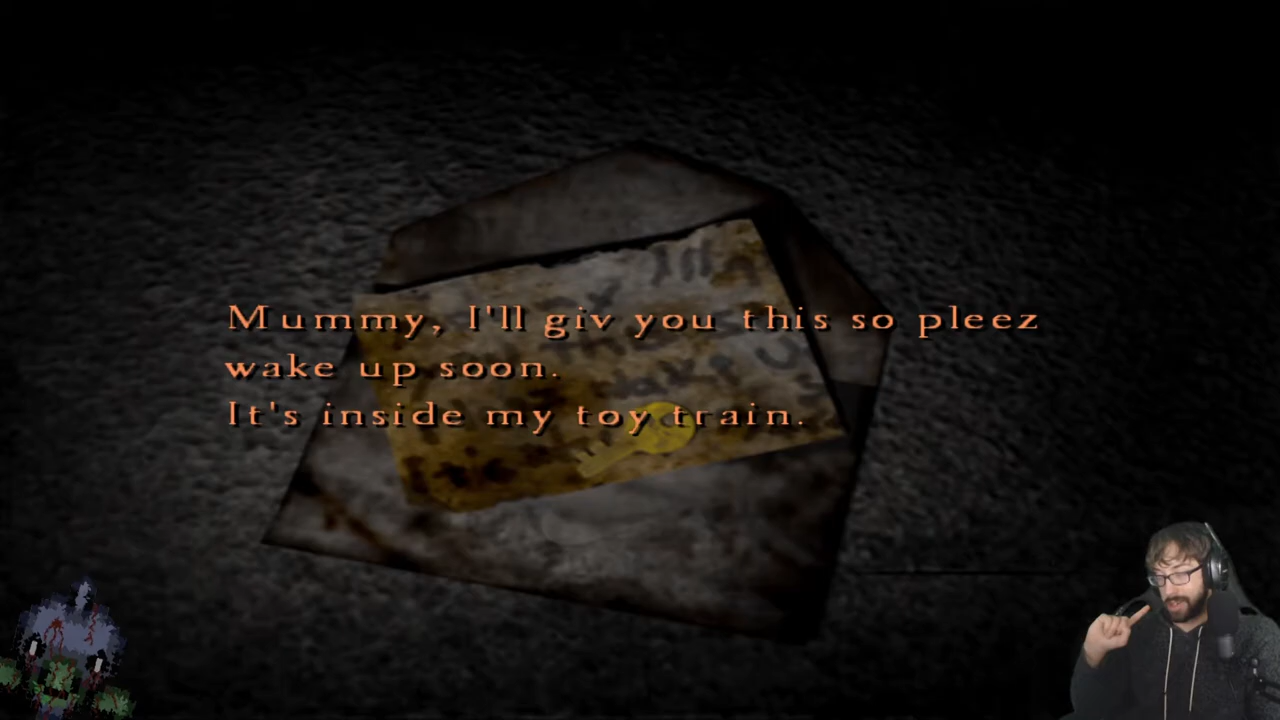 Mummy, I'll giv you this so pleez
wake up soon.
It's inside my toy train.